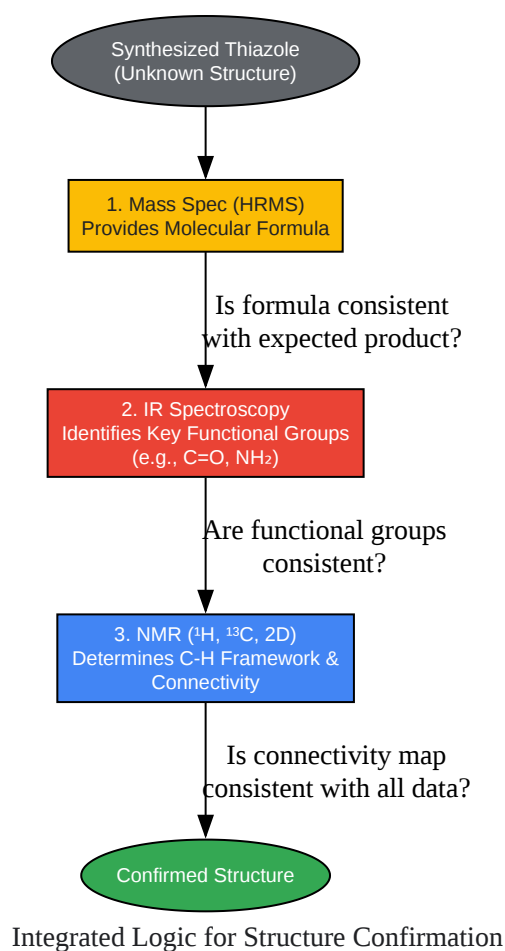 Synthesized Thiazole
(Unknown Structure)
1. Mass Spec (HRMS)
Provides Molecular Formula
Is formula consistent
with expected product?
2. IR Spectroscopy
Identifies Key Functional Groups
(e.g., C=O, NH₂)
Are functional groups
consistent?
3. NMR (¹H, ¹³C, 2D)
Determines C-H Framework &
Connectivity
Is connectivity map
consistent with all data?
Confirmed Structure
Integrated Logic for Structure Confirmation